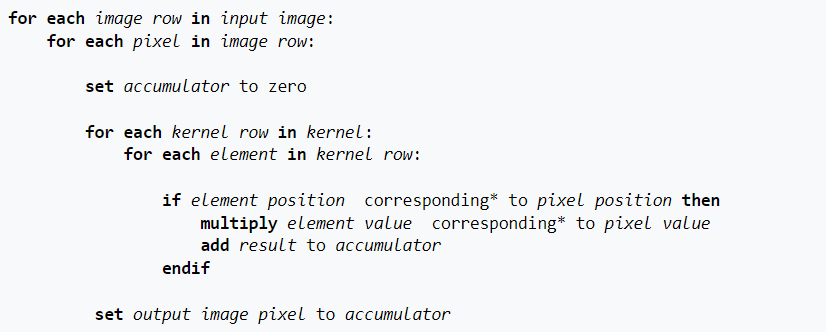 for each image row in input image:
for each pixel in image row:
set accumulator to zero
for each kernel row in kernel:
for each element in kernel row:
if element position  corresponding* to pixel position then
multiply element value  corresponding* to pixel value
add result to accumulator
endif
set output image pixel to accumulator